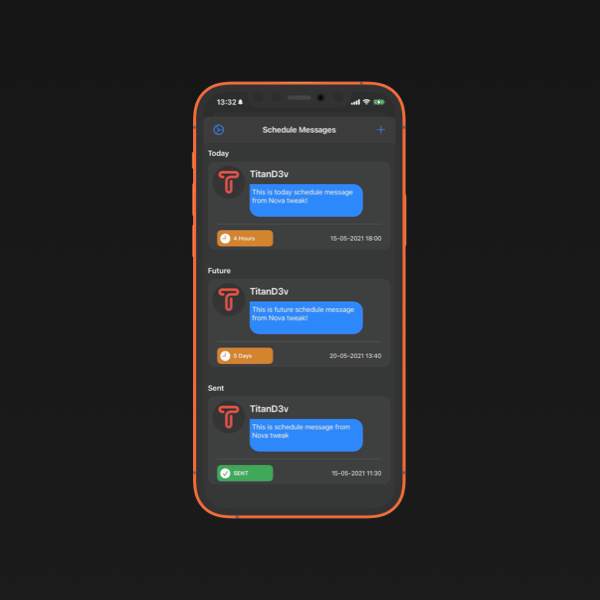 13:32
Schedule Messages
Today
TitanD3v
This is today schedule message
from Nova tweak!
4 Hours
15-05-2021 18:00
Future
TitanD3v
This is future schedule message
from Nova tweak!
5 Days
20-05-2021 13:40
Sent
TitanD3v
This is schedule message from
Nova tweak
SENT
15-05-2021 11:30